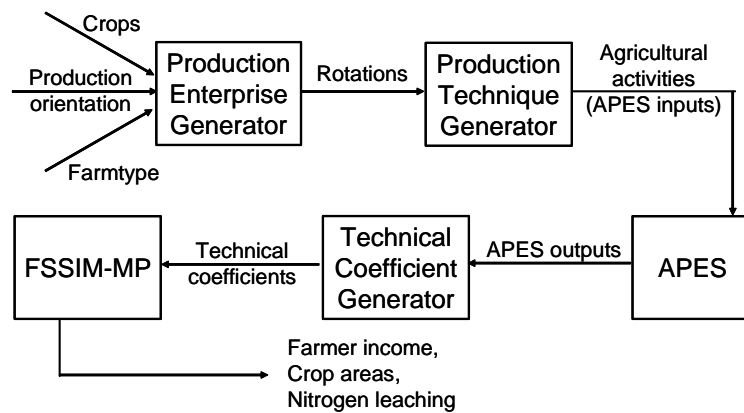 Crops
Production
orientation
Farmtype
Production
Enterprise
Generator
Rotations
Production
Technique
Generator
Agricultural
activities
(APES inputs)
FSSIM-MP
Technical
coefficients
Technical
Coefficient
Generator
APES outputs
APES
Farmer income,
Crop areas,
Nitrogen leaching